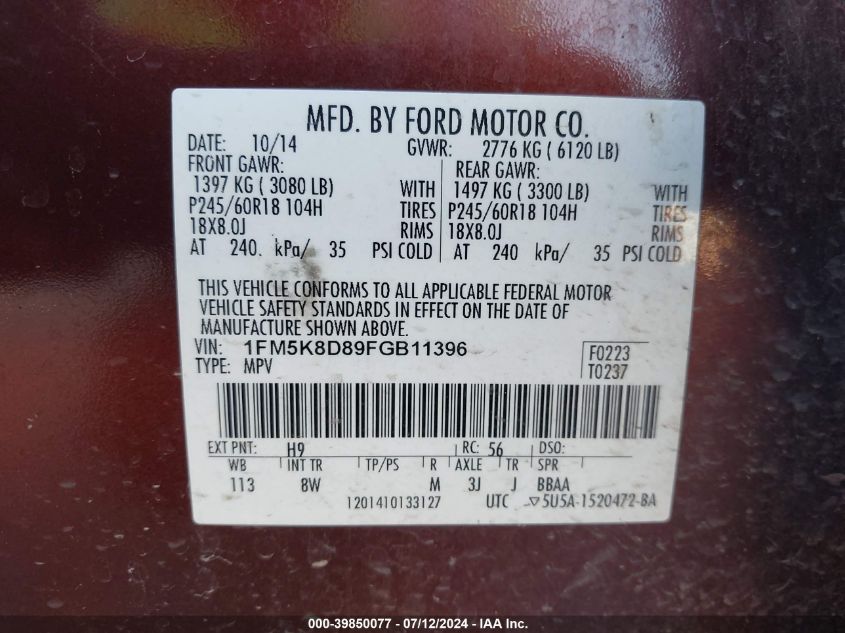 MFD. BY FORD MOTOR CO.
DATE: 10/14 GVWR: 2776 KG ( 6120 LB)
FRONT GAWR: REAR GAWR:
1397 KG ( 3080 LB) WITH 1497 KG ( 3300 LB) WITH
P245/60R18 104H TIRES P245/60R18 104H TIRES
18X8.0J RIMS 18X8.0J RIMS
AT 240. kPa/ 35 PSI COLD AT 240 kPa/ 35 PSI COLD
THIS VEHICLE CONFORMS TO ALL APPLICABLE FEDERAL MOTOR
VEHICLE SAFETY STANDARDS IN EFFECT ON THE DATE OF
MANUFACTURE SHOWN ABOVE.
VIN: 1FM5K8D89FGB11396 F0223
TYPE: MPV T0237
EXT PNT: H9 RC: 56 DSO:
WB INT TR TP/PS R AXLE TR SPR
113 8W M 3J J BBAA
1201410133127 UTC ▽5U5A-1520472-BA
000-39850077 - 07/12/2024 - IAA Inc.